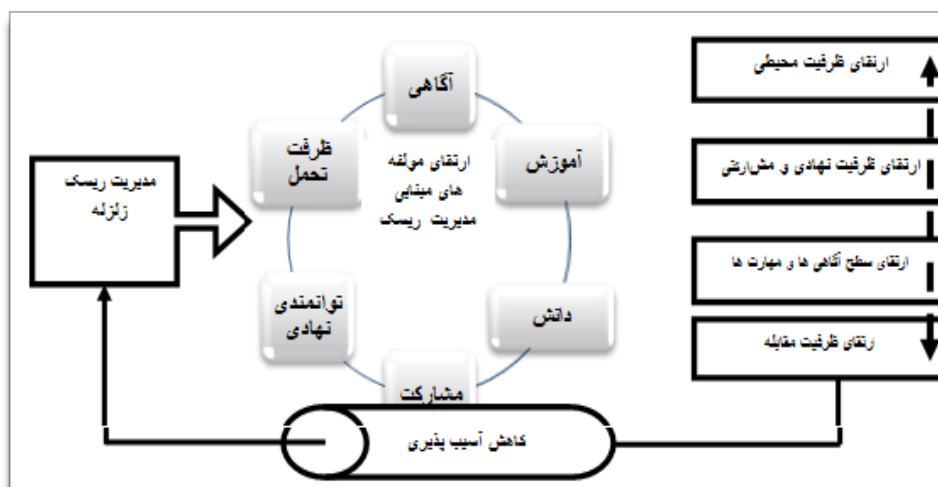 آگاهی
ارتقای ظرفیت محیطی
ظرفت
تحمل
ارتقای مولفه
های مبنایی
مدیریت ریسک
آموزش
ارتقای ظرفیت نهادی و مشارکتی
مدیریت ریسک
زلزله
ارتقای سطح آگاهی ها و مهارت ها
توانمندی
نهادی
دانش
ارتقای ظرفیت مقابله
مشارکت
کاهش آسیب پذیری